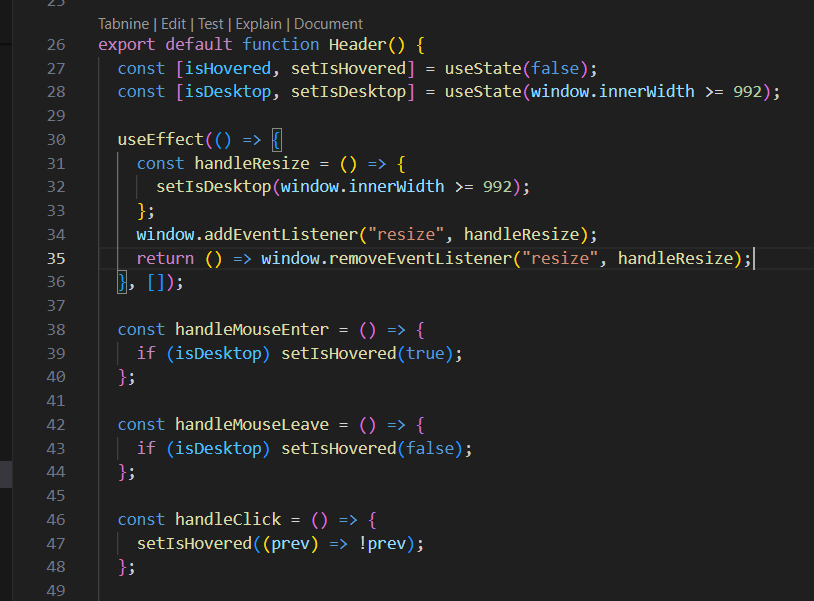 25
Tabnine | Edit | Test | Explain | Document
26 export default function Header() {
27 const [isHovered, setIsHovered] = useState(false);
28 const [isDesktop, setIsDesktop] = useState(window.innerWidth >= 992);
29
30 useEffect(() => {
31 const handleResize = () => {
32 setIsDesktop(window.innerWidth >= 992);
33 };
34 window.addEventListener("resize", handleResize);
35 return () => window.removeEventListener("resize", handleResize);
36 }, []);
37
38 const handleMouseEnter = () => {
39 if (isDesktop) setIsHovered(true);
40 };
41
42 const handleMouseLeave = () => {
43 if (isDesktop) setIsHovered(false);
44 };
45
46 const handleClick = () => {
47 setIsHovered((prev) => !prev);
48 };
49